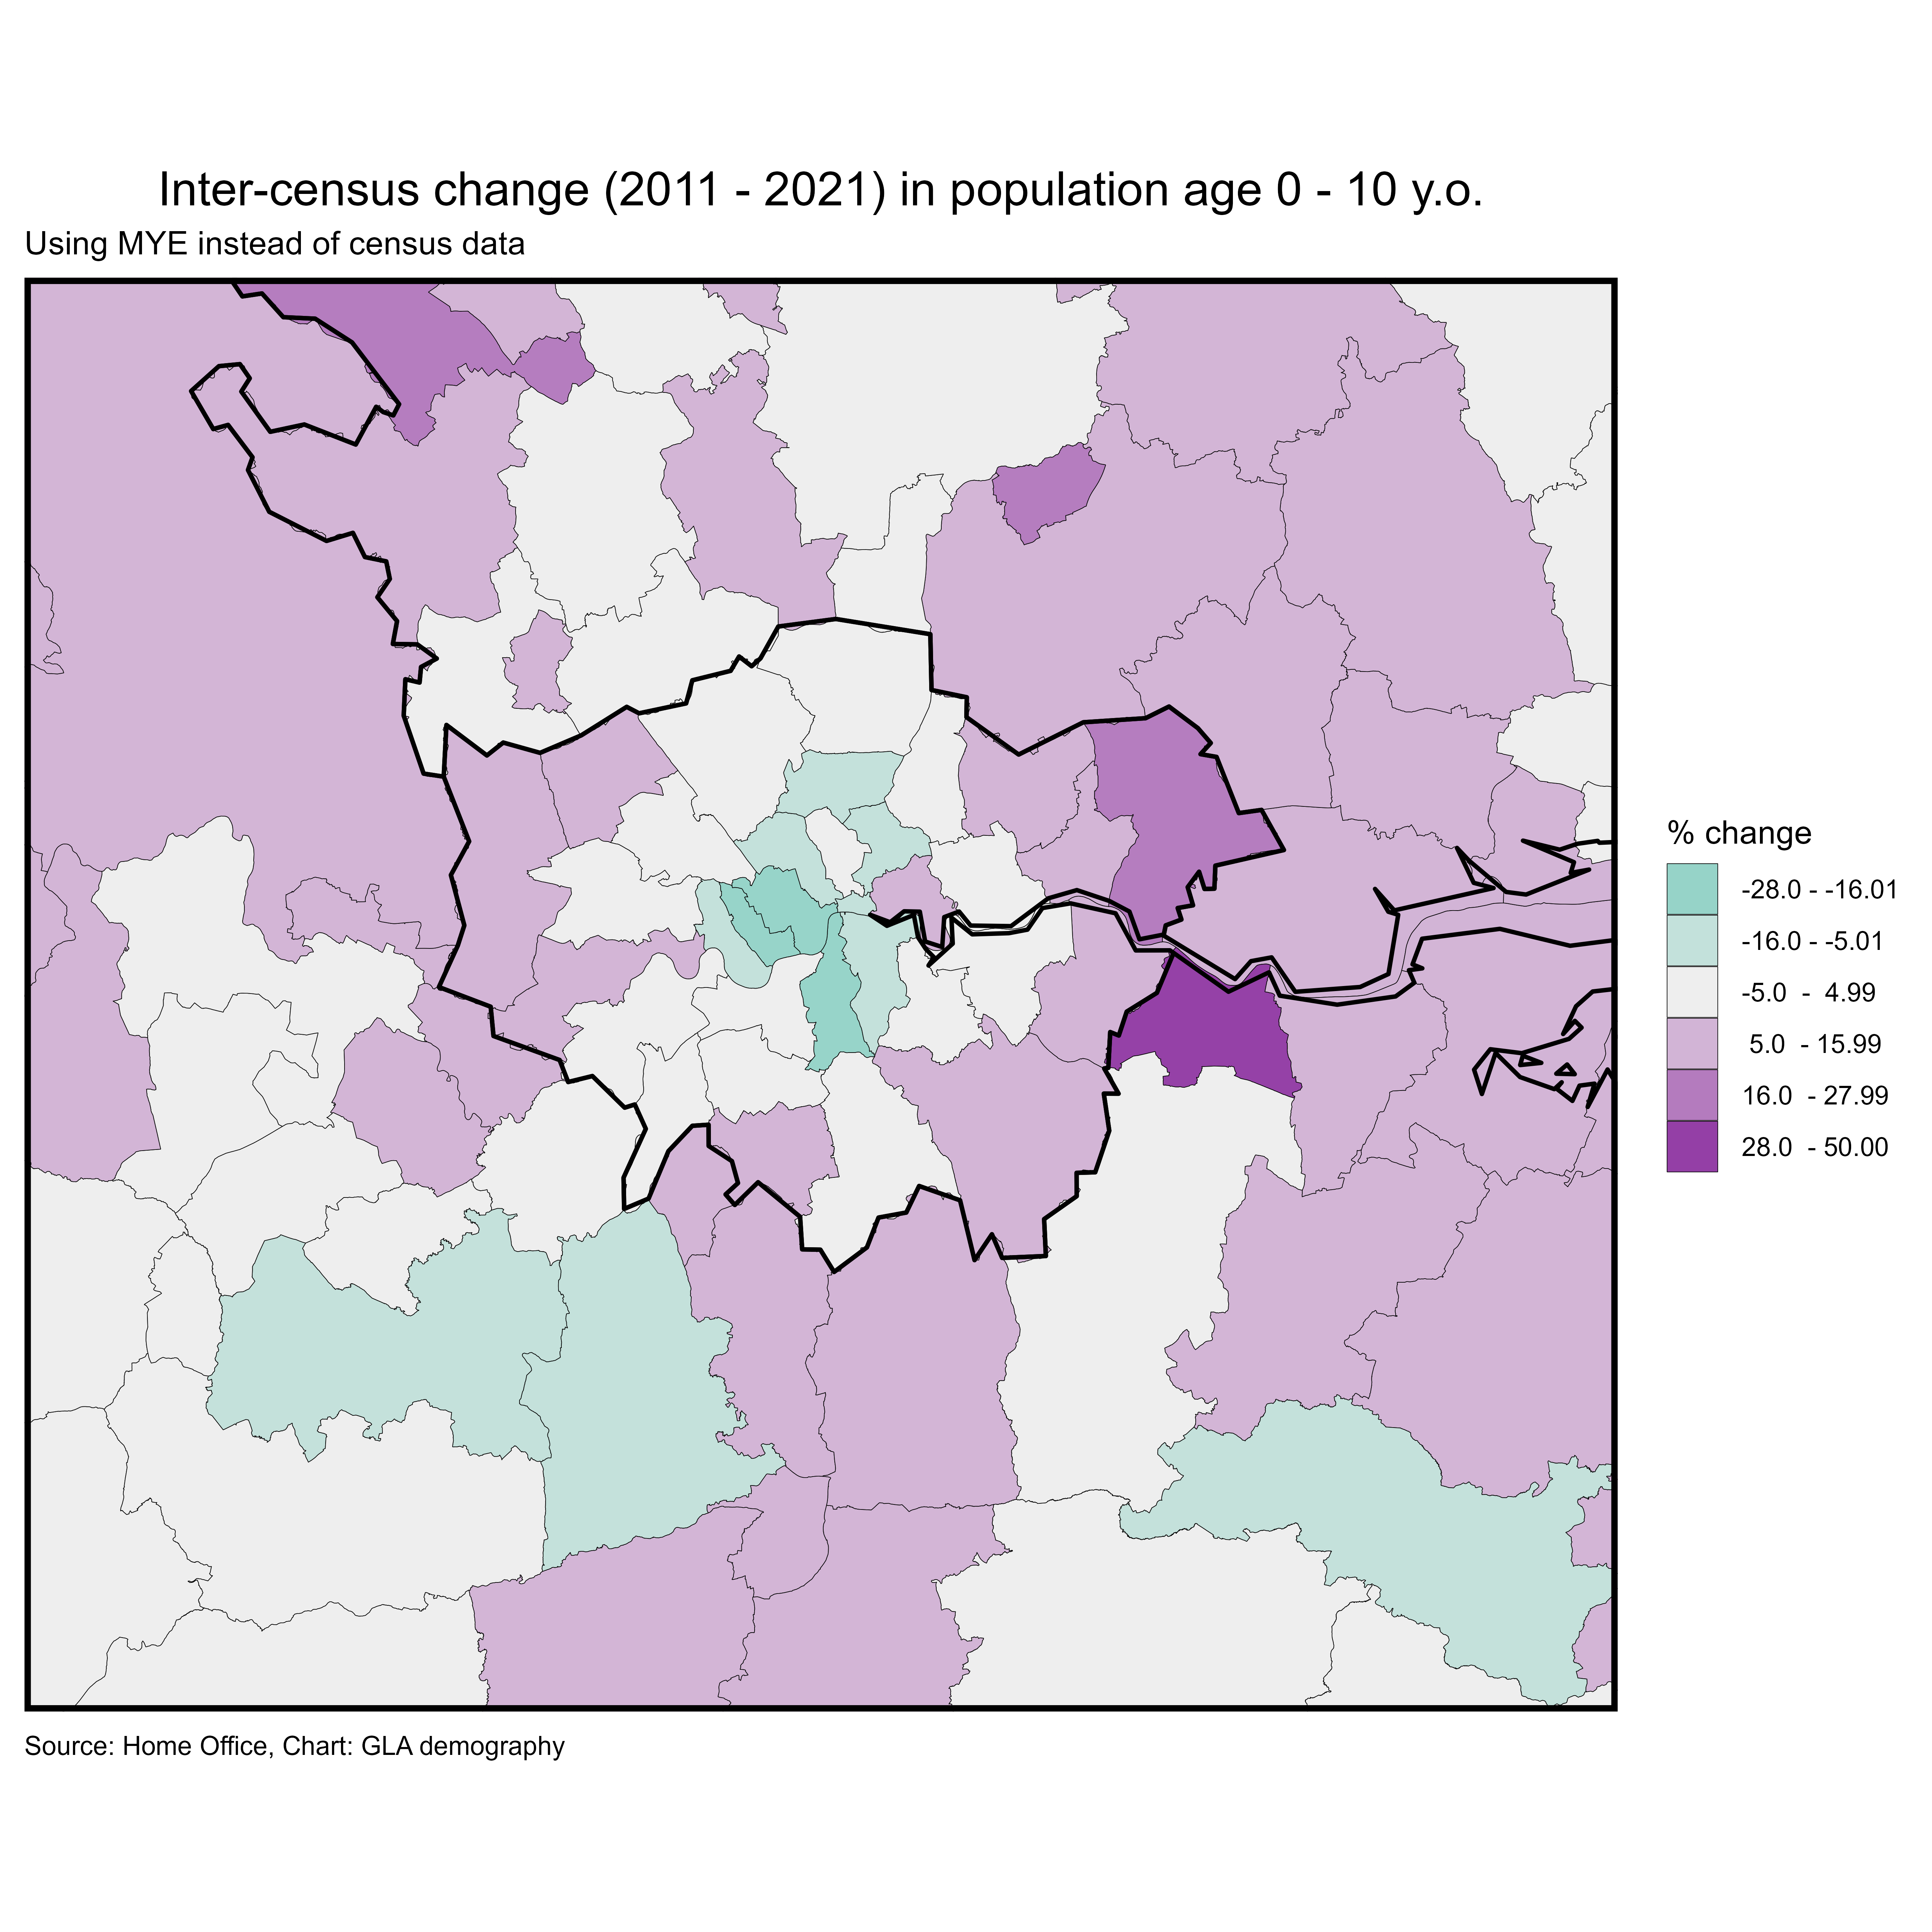 Inter-census change (2011 - 2021) in population age 0 - 10 y.o.
Using MYE instead of census data
% change
-28.0 - -16.01
-16.0 - -5.01
-5.0 - 4.99
5.0 - 15.99
16.0 - 27.99
28.0 - 50.00
Source: Home Office, Chart: GLA demography